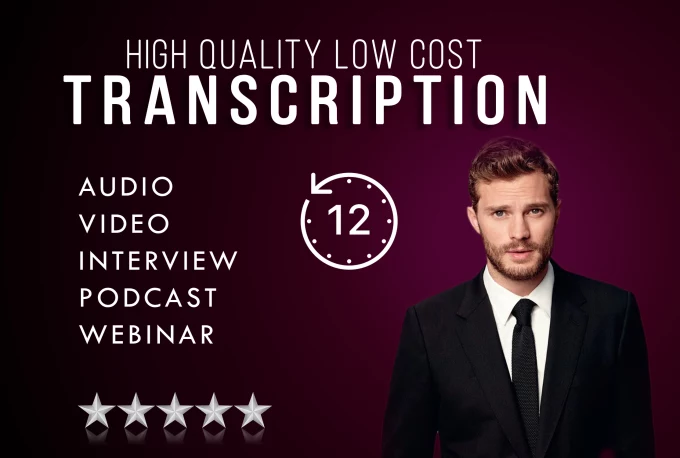 HIGH QUALITY LOW COST
TRANSCRIPTION
AUDIO
VIDEO
INTERVIEW
PODCAST
WEBINAR
12